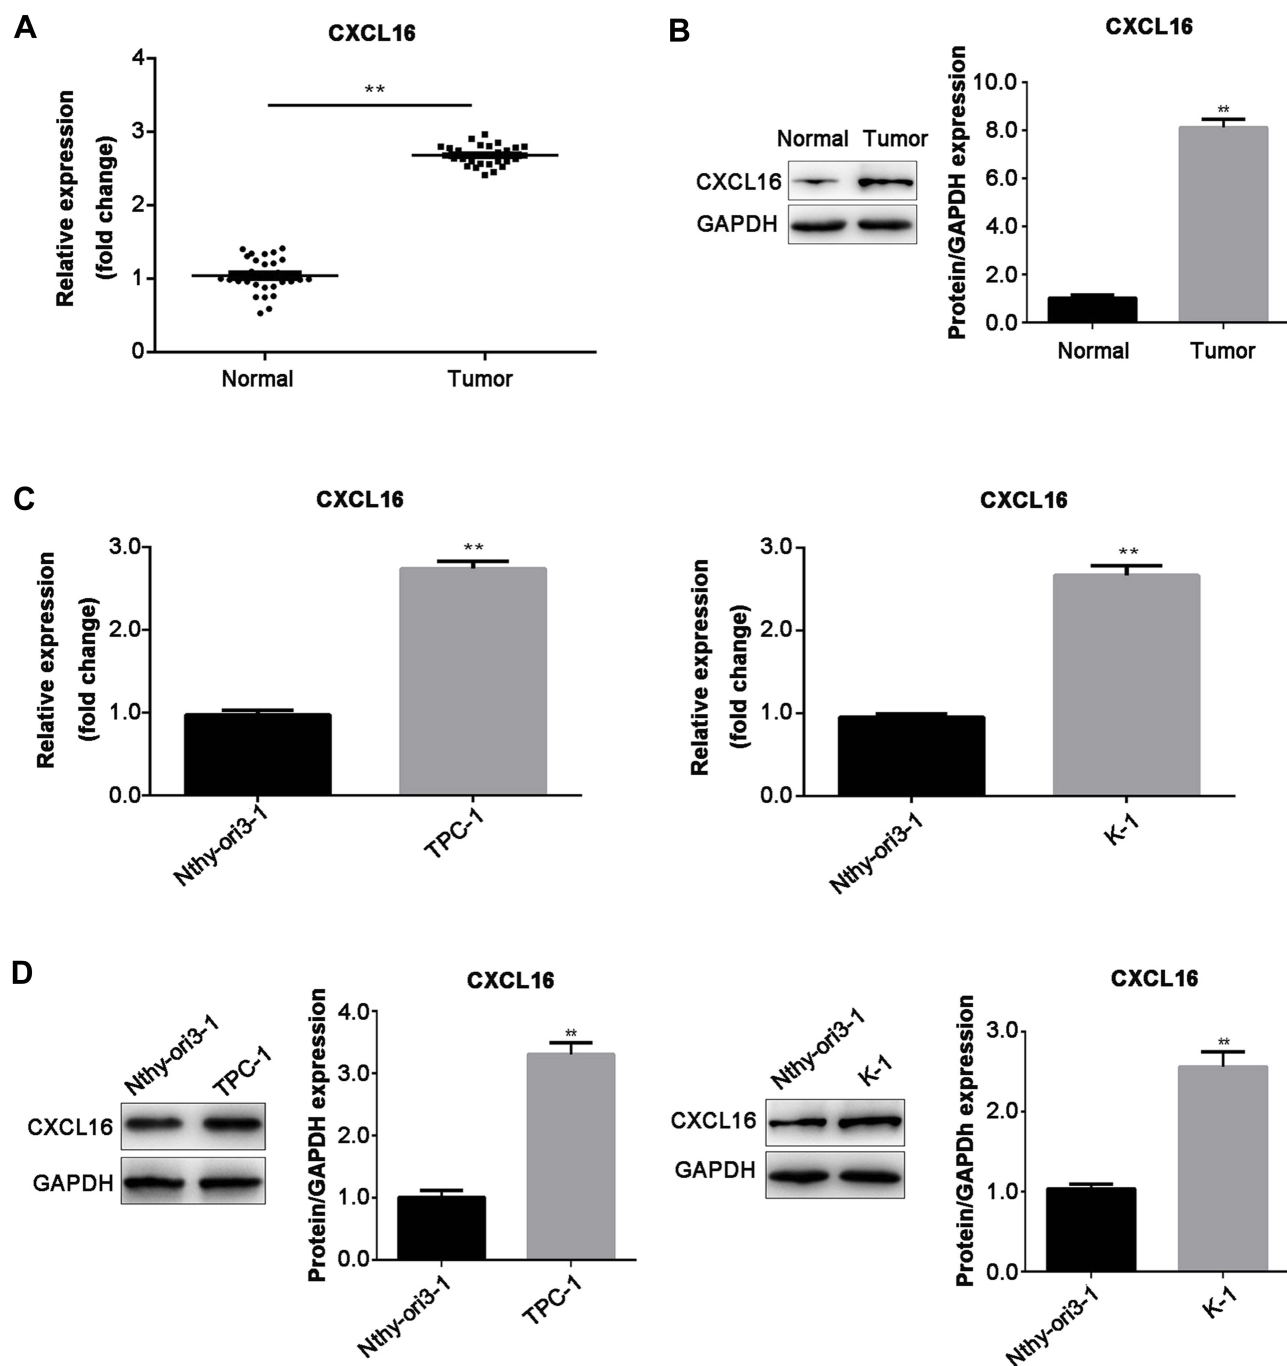 A
CXCL16
Relative expression
(fold change)
4
3
2
1
0
**
Normal
Tumor
B
Normal Tumor
CXCL16
GAPDH
CXCL16
Protein/GAPDH expression
10.0
8.0
6.0
4.0
2.0
0.0
**
Normal
Tumor
C
CXCL16
Relative expression
(fold change)
3.0
2.0
1.0
0.0
**
Nthy-ori3-1
TPC-1
CXCL16
Relative expression
(fold change)
3.0
2.0
1.0
0.0
**
Nthy-ori3-1
K-1
D
Nthy-ori3-1
TPC-1
CXCL16
GAPDH
CXCL16
Protein/GAPDH expression
4.0
3.0
2.0
1.0
0.0
**
Nthy-ori3-1
TPC-1
Nthy-ori3-1
K-1
CXCL16
GAPDH
CXCL16
Protein/GAPDh expression
3.0
2.0
1.0
0.0
**
Nthy-ori3-1
K-1